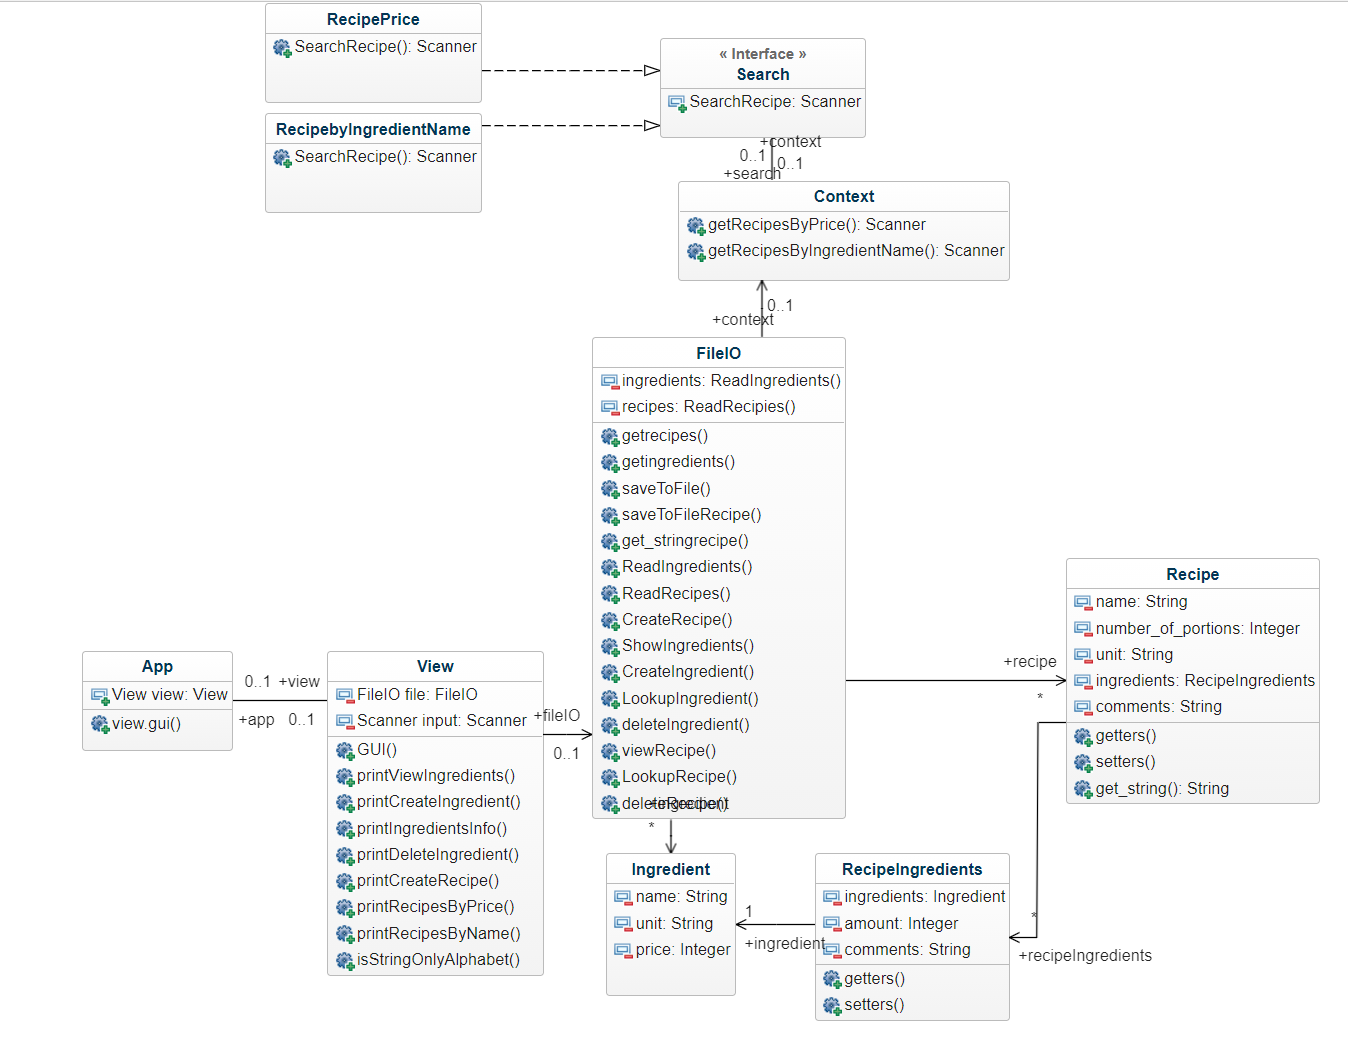 RecipePrice
SearchRecipe(): Scanner
« Interface »
Search
SearchRecipe: Scanner
RecipebyIngredientName
SearchRecipe(): Scanner
+context
0..1
0..1
+search
Context
getRecipesByPrice(): Scanner
getRecipesByIngredientName(): Scanner
0..1
+context
FileIO
ingredients: ReadIngredients()
recipes: ReadRecipies()
getrecipes()
getingredients()
saveToFile()
saveToFileRecipe()
get_stringrecipe()
ReadIngredients()
ReadRecipes()
CreateRecipe()
ShowIngredients()
CreateIngredient()
LookupIngredient()
deleteIngredient()
viewRecipe()
LookupRecipe()
deleteRecipe()
+ingredient
*
Recipe
name: String
number_of_portions: Integer
unit: String
ingredients: RecipeIngredients
comments: String
getters()
setters()
get_string(): String
+recipe
*
App
View view: View
view.gui()
0..1 +view
+app 0..1
View
FileIO file: FileIO
Scanner input: Scanner
GUI()
printViewIngredients()
printCreateIngredient()
printIngredientsInfo()
printDeleteIngredient()
printCreateRecipe()
printRecipesByPrice()
printRecipesByName()
isStringOnlyAlphabet()
+fileIO
0..1
Ingredient
name: String
unit: String
price: Integer
1
+ingredient
RecipeIngredients
ingredients: Ingredient
amount: Integer
comments: String
getters()
setters()
*
+recipeIngredients